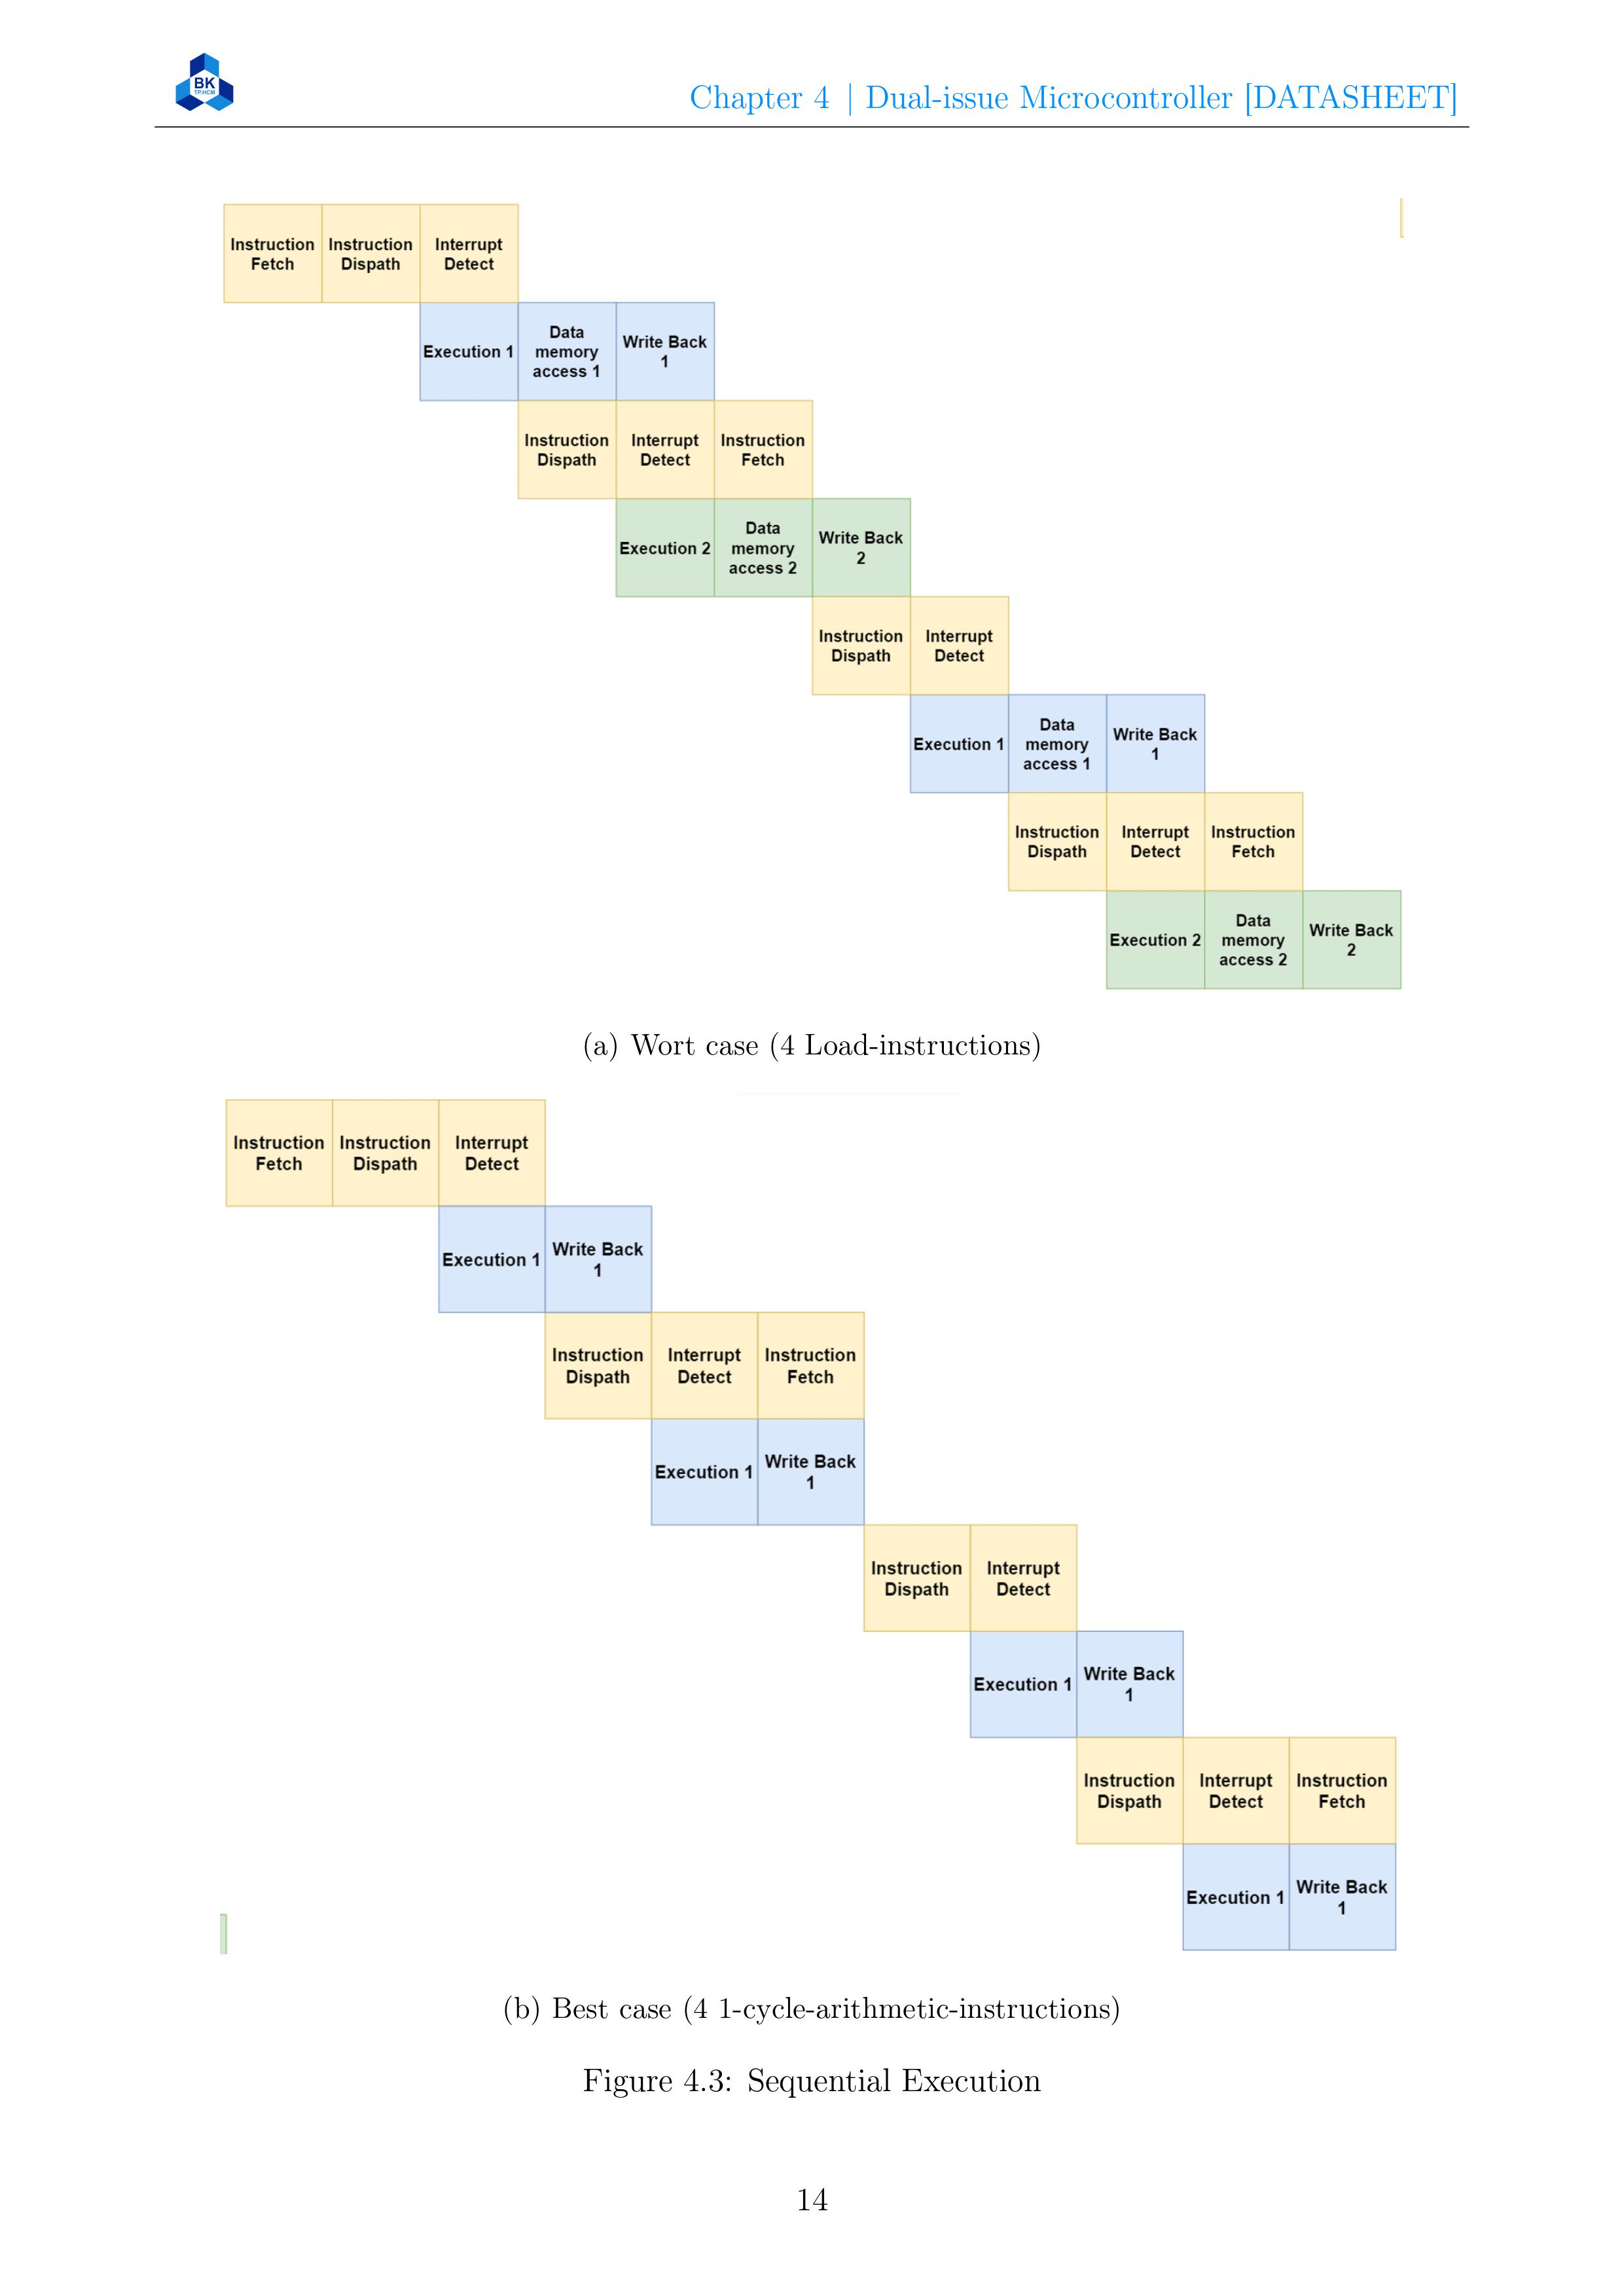 BK
TP.HCM
Chapter 4 | Dual-issue Microcontroller [DATASHEET]
Instruction Instruction Interrupt
Fetch Dispath Detect
Execution 1
Data
memory
access 1
Write Back
1
Instruction Interrupt Instruction
Dispath Detect Fetch
Execution 2
Data
memory
access 2
Write Back
2
Instruction Interrupt
Dispath Detect
Execution 1
Data
memory
access 1
Write Back
1
Instruction Interrupt Instruction
Dispath Detect Fetch
Execution 2
Data
memory
access 2
Write Back
2
(a) Wort case (4 Load-instructions)
Instruction Instruction Interrupt
Fetch Dispath Detect
Execution 1
Write Back
1
Instruction Interrupt Instruction
Dispath Detect Fetch
Execution 1
Write Back
1
Instruction Interrupt
Dispath Detect
Execution 1
Write Back
1
Instruction Interrupt Instruction
Dispath Detect Fetch
Execution 1
Write Back
1
(b) Best case (4 1-cycle-arithmetic-instructions)
Figure 4.3: Sequential Execution
14